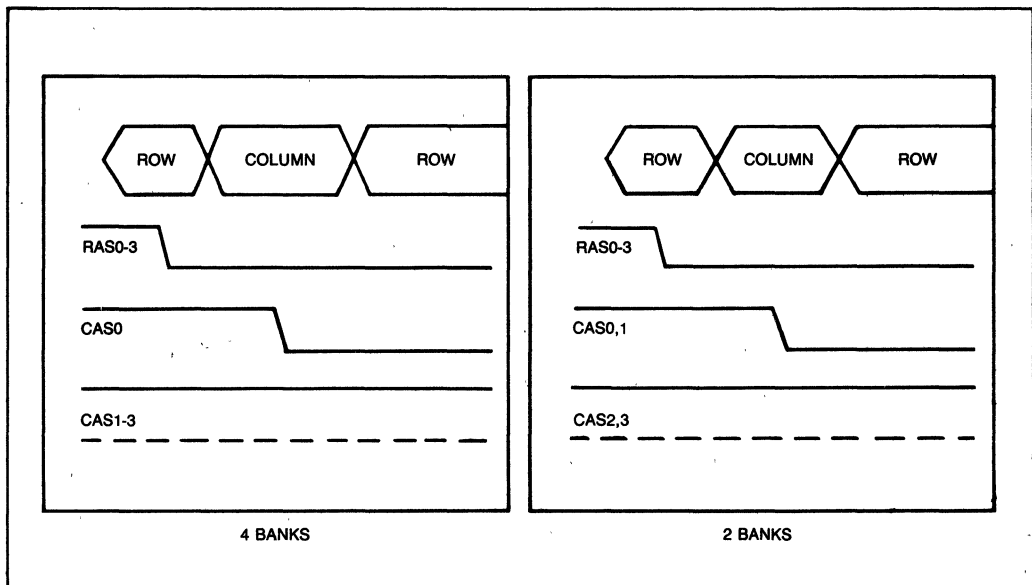 ROW COLUMN ROW
RAS0-3
CAS0
CAS1-3
4 BANKS
ROW COLUMN ROW
RAS0-3
CAS0,1
CAS2,3
2 BANKS